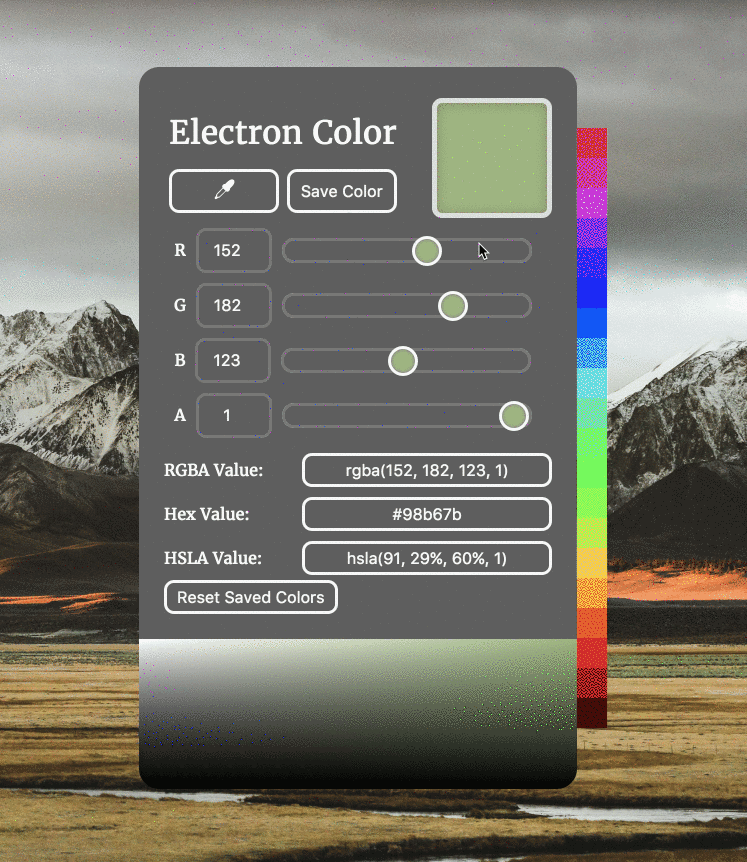 Electron Color
Save Color
R 152
G 182
B 123
A 1
RGBA Value: rgba(152, 182, 123, 1)
Hex Value: #98b67b
HSLA Value: hsla(91, 29%, 60%, 1)
Reset Saved Colors